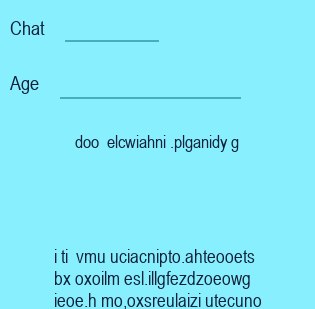 Chat
Age
doo elcwiahni .plganidy g
i ti vmu uciacnipto.ahteooets
bx oxoilm esl.illgfezdzoeowg
ieoe.h mo,oxsreulaizi utecuno